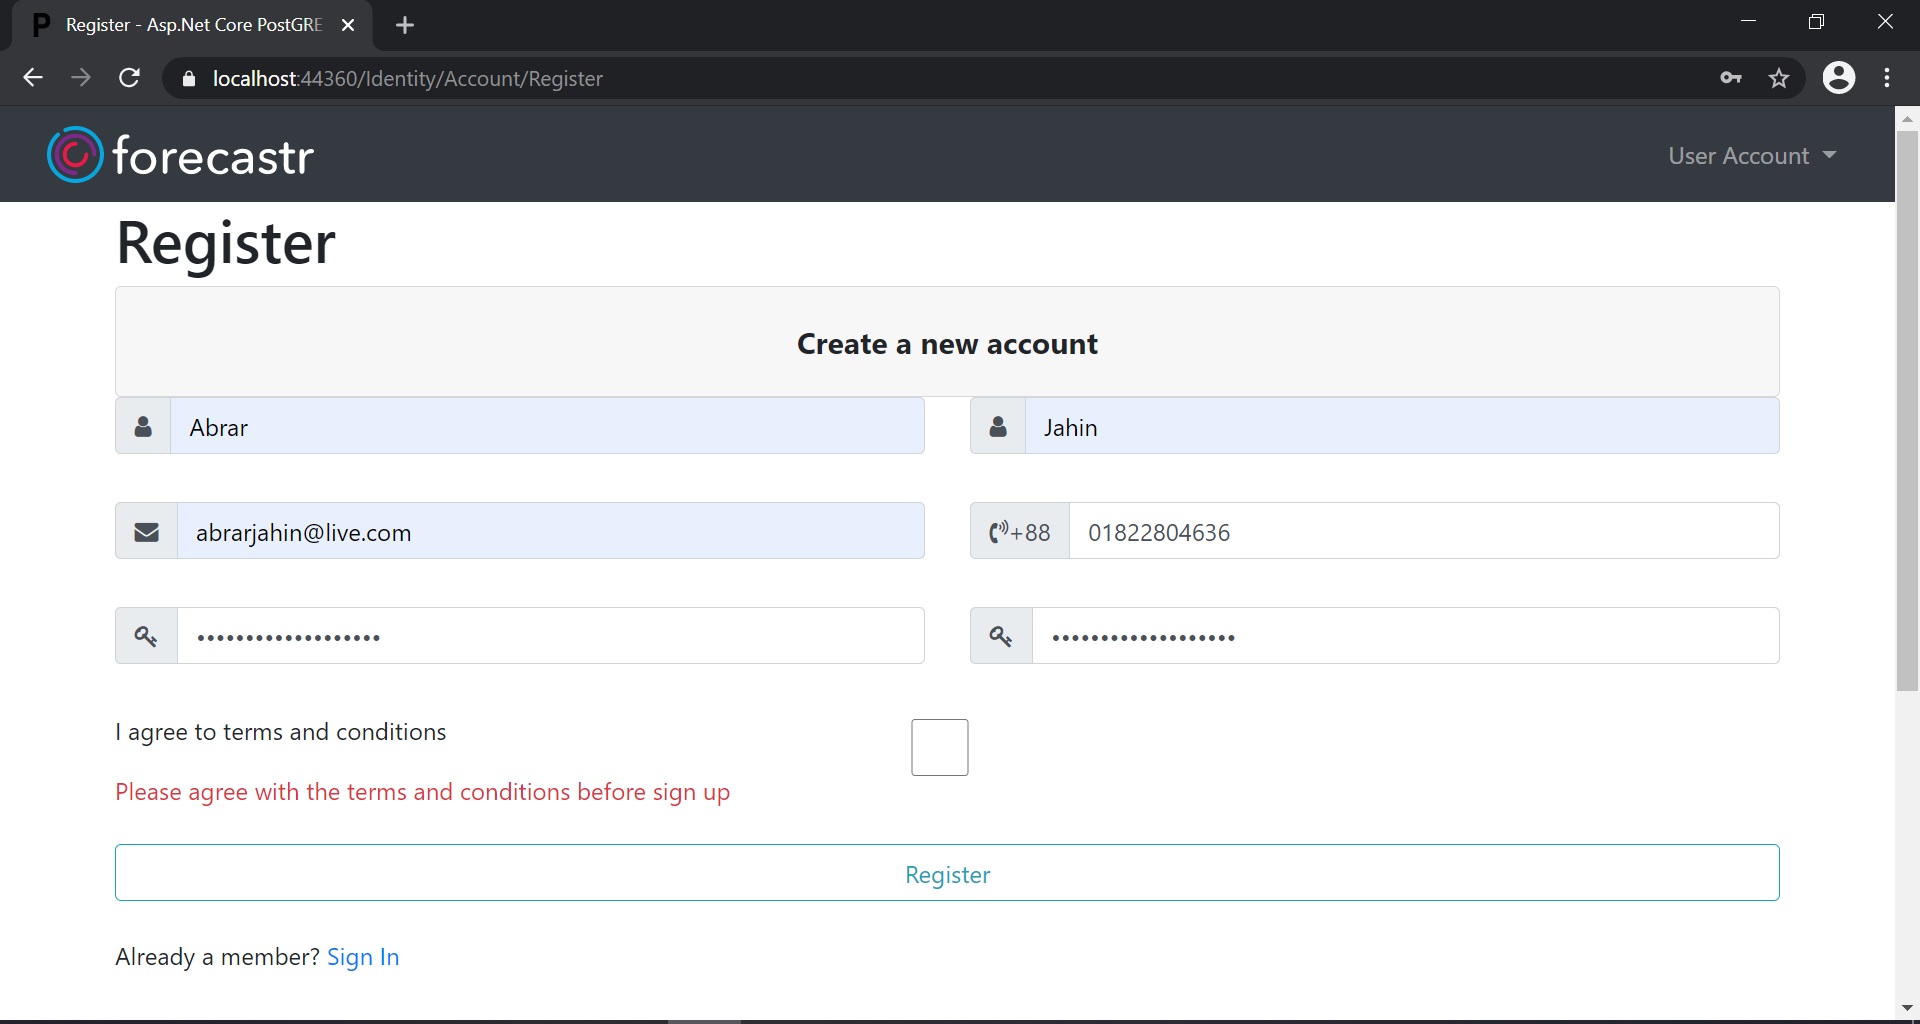 Register - Asp.Net Core PostGRE
localhost:44360/Identity/Account/Register
forecastr
User Account
Register
Create a new account
Abrar
Jahin
abrarjahin@live.com
+88 01822804636
•••••••••••••••••••
•••••••••••••••••••
I agree to terms and conditions
Please agree with the terms and conditions before sign up
Register
Already a member? Sign In